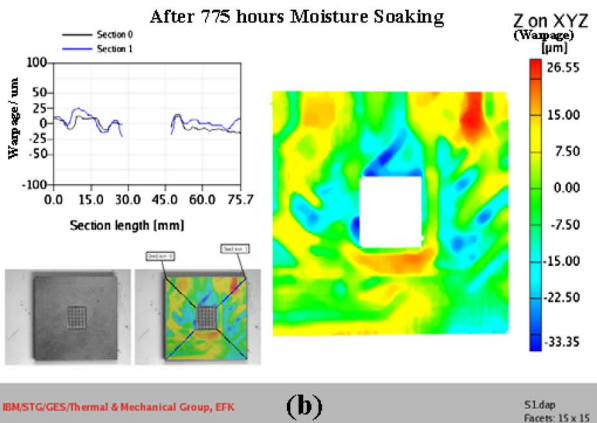 After 775 hours Moisture Soaking
Z on XYZ
(Warpage)
[µm]
Section 0
Section 1
Warpage / um
100
50
25
0
-25
-50
-100
0.0 15.0 30.0 45.0 60.0 75.7
Section length [mm]
26.55
15.00
7.50
0.00
-7.50
-15.00
-22.50
-33.35
Section 0
Section 1
IBM/STG/GES/Thermal & Mechanical Group, EFK
(b)
S1.dap
Facets: 15 x 15